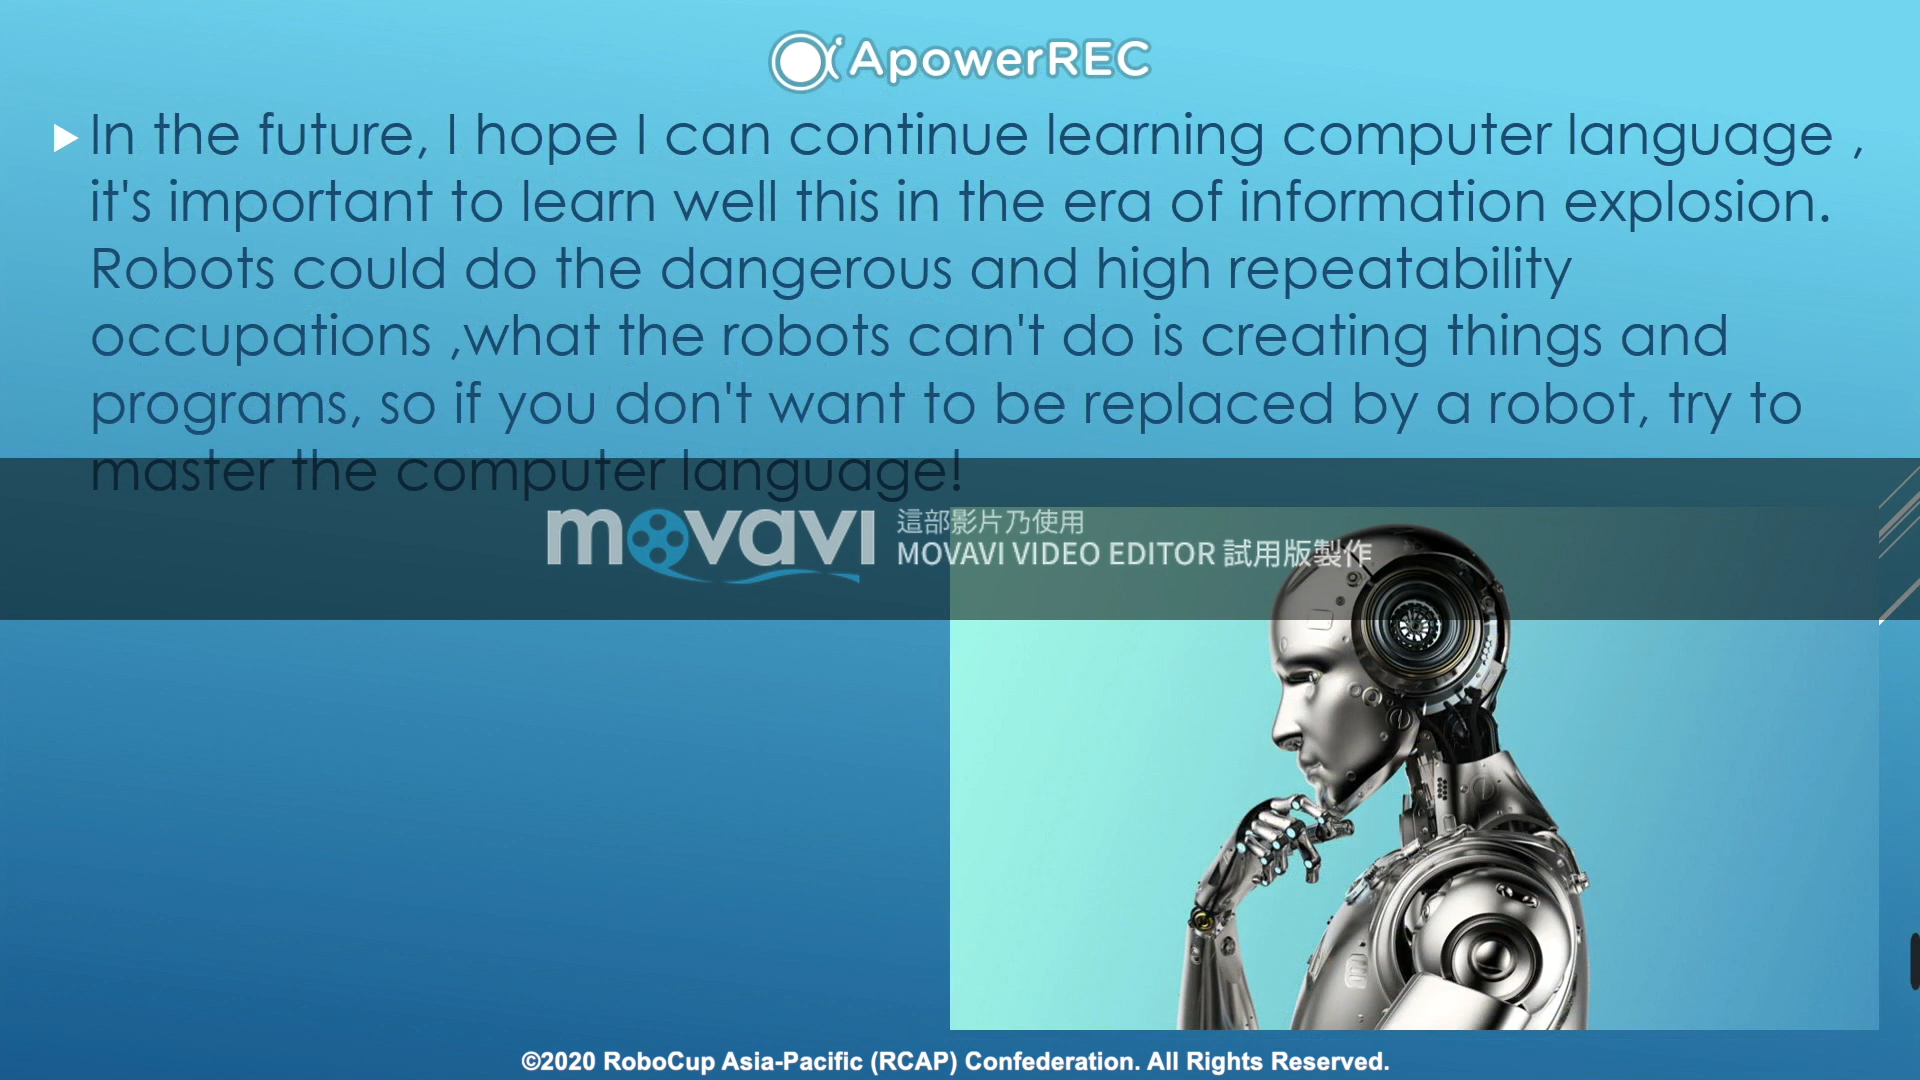 ApowerREC
In the future, I hope I can continue learning computer language ,
it's important to learn well this in the era of information explosion.
Robots could do the dangerous and high repeatability
occupations ,what the robots can't do is creating things and
programs, so if you don't want to be replaced by a robot, try to
master the computer language!
movavi
這部影片乃使用
MOVAVI VIDEO EDITOR 試用版製作
©2020 RoboCup Asia-Pacific (RCAP) Confederation. All Rights Reserved.